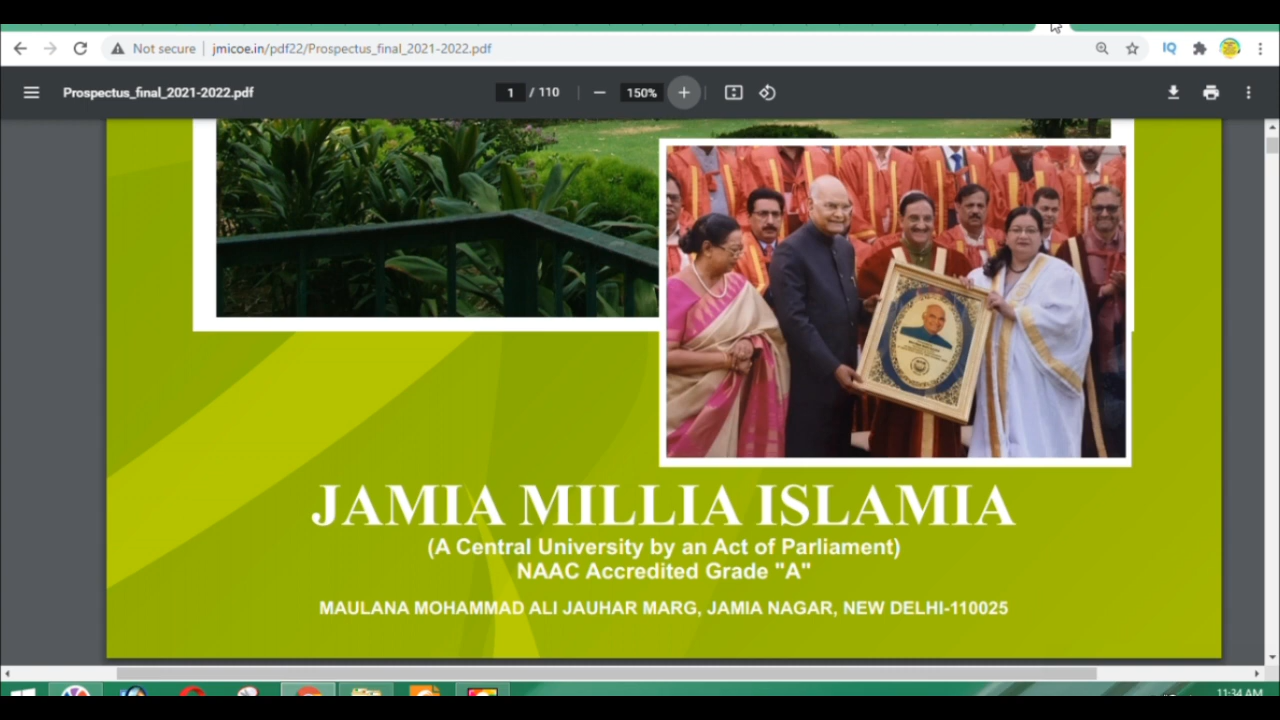 Not secure
jmicoe.in/pdf22/Prospectus_final_2021-2022.pdf
IQ
Prospectus_final_2021-2022.pdf
1 / 110
150%
JAMIA MILLIA ISLAMIA
(A Central University by an Act of Parliament)
NAAC Accredited Grade "A"
MAULANA MOHAMMAD ALI JAUHAR MARG, JAMIA NAGAR, NEW DELHI-110025
11:34 AM